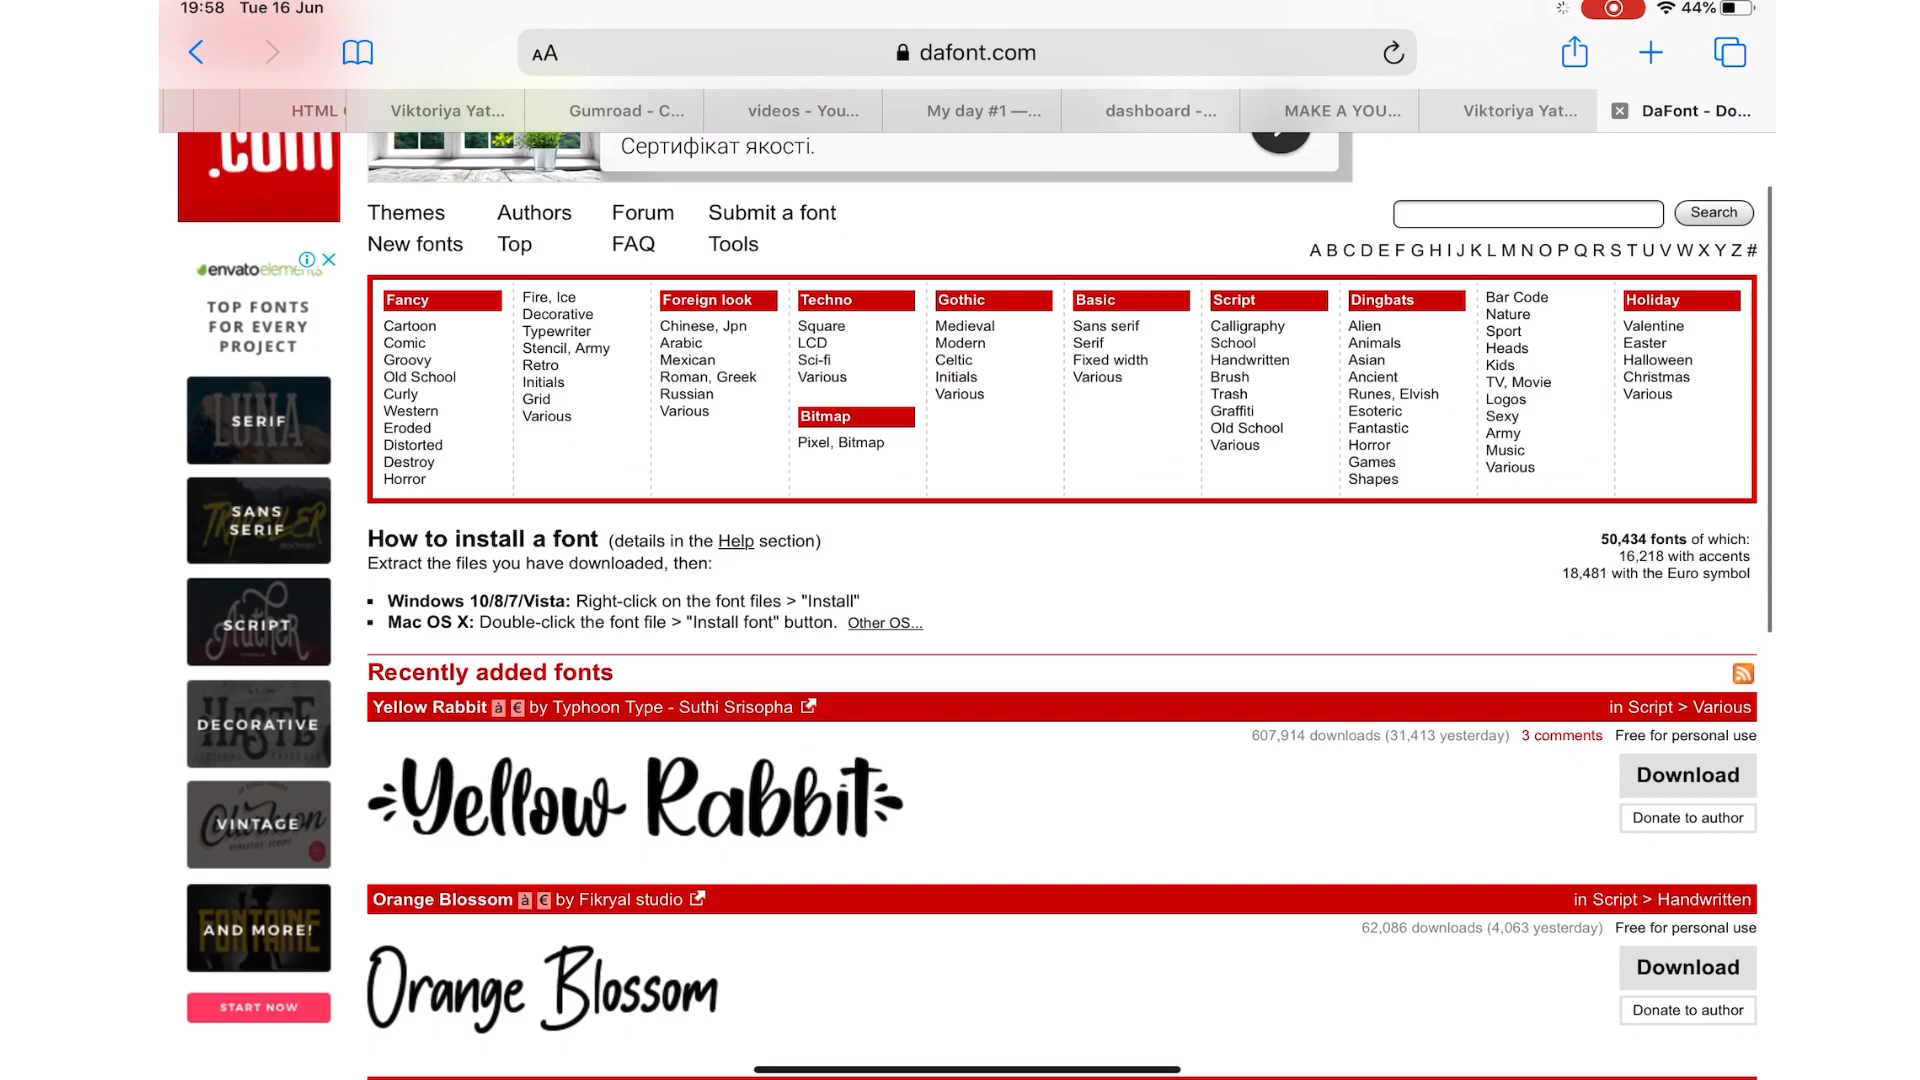 19:58 Tue 16 Jun
44%
AA
dafont.com
HTML
Viktoriya Yat...
Gumroad - C...
videos - You...
My day #1 —...
dashboard -...
MAKE A YOU...
Viktoriya Yat...
DaFont - Do...
.com
Сертифікат якості.
Themes Authors Forum Submit a font
New fonts Top FAQ Tools
Search
A B C D E F G H I J K L M N O P Q R S T U V W X Y Z #
envatoelements
TOP FONTS
FOR EVERY
PROJECT
SERIF
SANS
SERIF
SCRIPT
DECORATIVE
VINTAGE
AND MORE!
START NOW
Fancy
Cartoon
Comic
Groovy
Old School
Curly
Western
Eroded
Distorted
Destroy
Horror
Fire, Ice
Decorative
Typewriter
Stencil, Army
Retro
Initials
Grid
Various
Foreign look
Chinese, Jpn
Arabic
Mexican
Roman, Greek
Russian
Various
Techno
Square
LCD
Sci-fi
Various
Bitmap
Pixel, Bitmap
Gothic
Medieval
Modern
Celtic
Initials
Various
Basic
Sans serif
Serif
Fixed width
Various
Script
Calligraphy
School
Handwritten
Brush
Trash
Graffiti
Old School
Various
Dingbats
Alien
Animals
Asian
Ancient
Runes, Elvish
Esoteric
Fantastic
Horror
Games
Shapes
Bar Code
Nature
Sport
Heads
Kids
TV, Movie
Logos
Sexy
Army
Music
Various
Holiday
Valentine
Easter
Halloween
Christmas
Various
How to install a font (details in the Help section)
Extract the files you have downloaded, then:
Windows 10/8/7/Vista: Right-click on the font files > "Install"
Mac OS X: Double-click the font file > "Install font" button. Other OS...
50,434 fonts of which:
16,218 with accents
18,481 with the Euro symbol
Recently added fonts
Yellow Rabbit à € by Typhoon Type - Suthi Srisopha
in Script > Various
607,914 downloads (31,413 yesterday) 3 comments Free for personal use
Yellow Rabbit
Download
Donate to author
Orange Blossom à € by Fikryal studio
in Script > Handwritten
62,086 downloads (4,063 yesterday) Free for personal use
Orange Blossom
Download
Donate to author